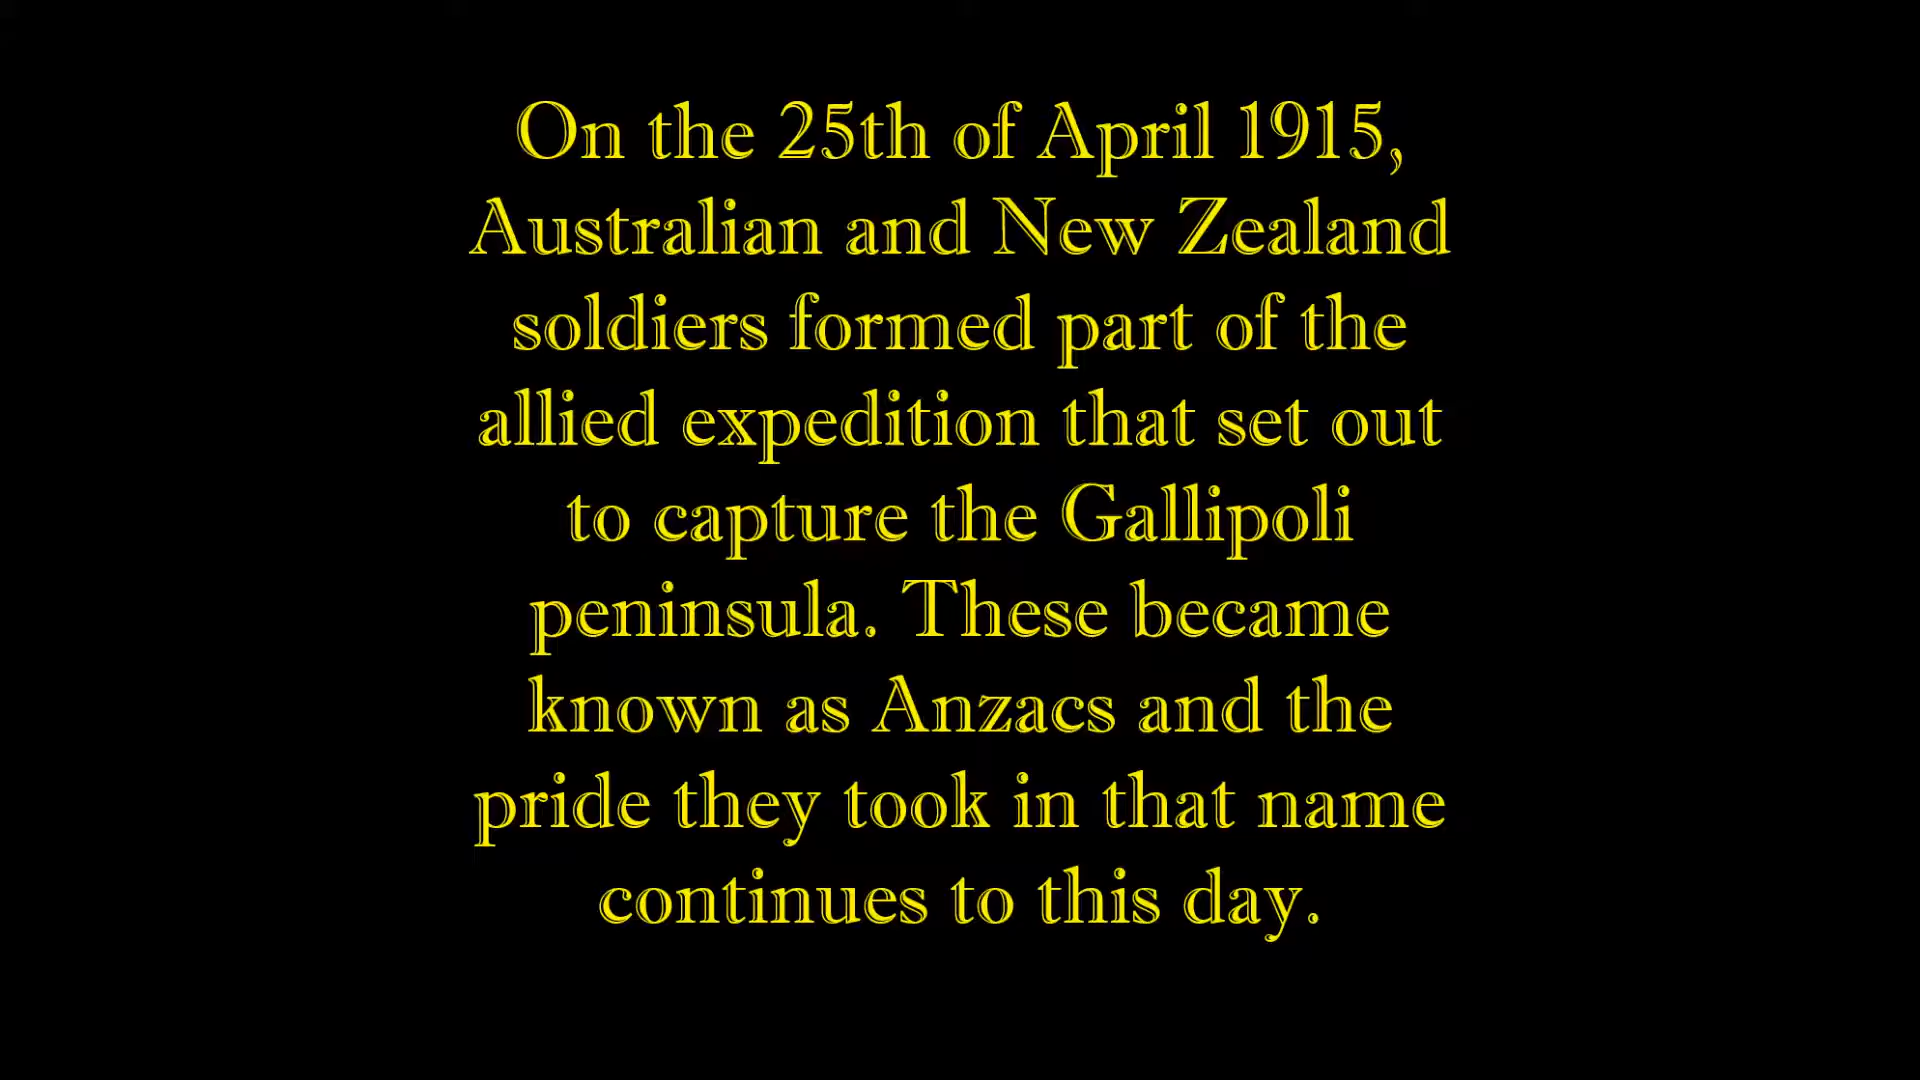 On the 25th of April 1915,
Australian and New Zealand
soldiers formed part of the
allied expedition that set out
to capture the Gallipoli
peninsula. These became
known as Anzacs and the
pride they took in that name
continues to this day.